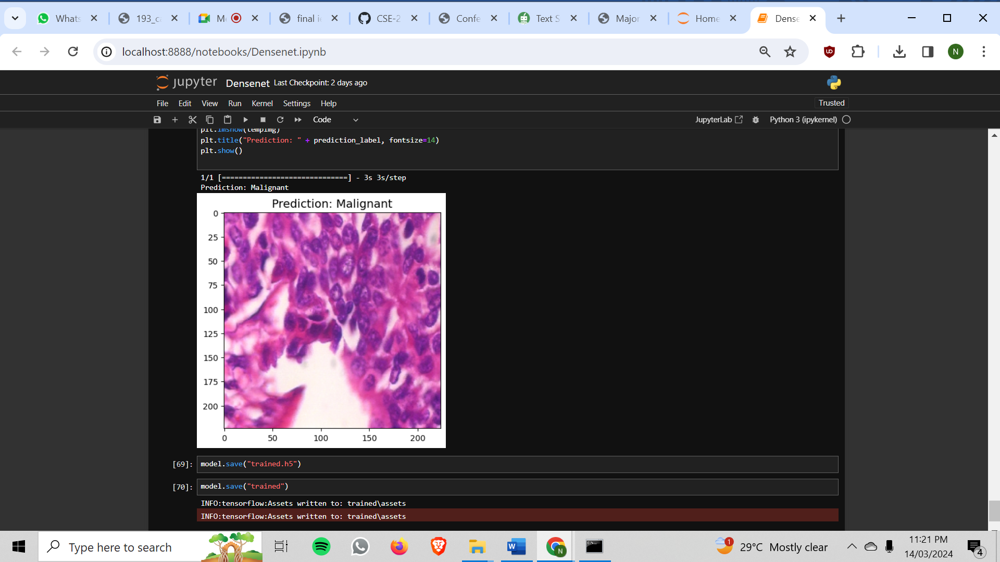 Whats
193_c
M
final i
CSE-2
Confe
Text S
Major
Home
Dense
localhost:8888/notebooks/Densenet.ipynb
N
jupyter Densenet Last Checkpoint: 2 days ago
File Edit View Run Kernel Settings Help
Trusted
Code
JupyterLab
Python 3 (ipykernel)
plt.imshow(tempimg)
plt.title("Prediction: " + prediction_label, fontsize=14)
plt.show()
1/1 [==============================] - 3s 3s/step
Prediction: Malignant
Prediction: Malignant
0
25
50
75
100
125
150
175
200
0 50 100 150 200
[69]: model.save("trained.h5")
[70]: model.save("trained")
INFO:tensorflow:Assets written to: trained\assets
INFO:tensorflow:Assets written to: trained\assets
Type here to search
W
N
1
29°C Mostly clear
11:21 PM
14/03/2024
4